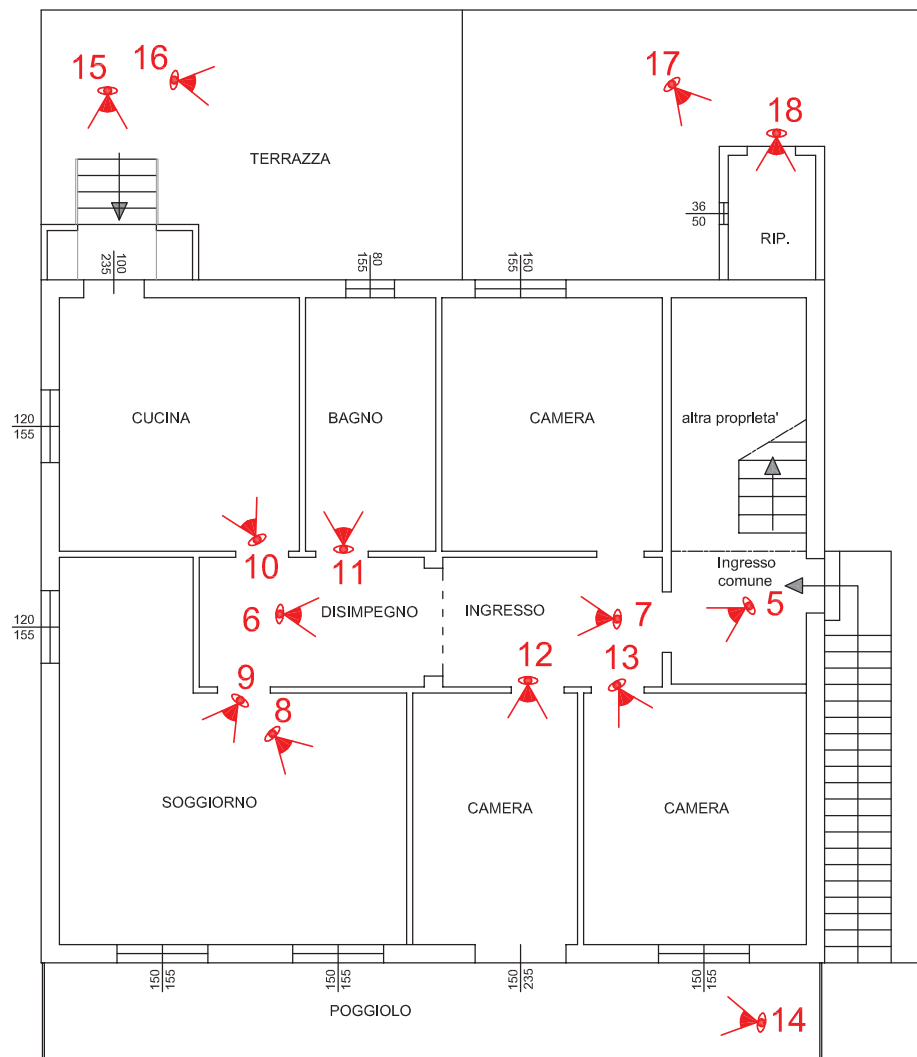 16
15
17
18
TERRAZZA
36
50
RIP.
100
235
80
155
150
155
120
155
CUCINA
BAGNO
CAMERA
altra proprieta'
10
11
Ingresso
comune
5
6
DISIMPEGNO
INGRESSO
7
120
155
12
13
9
8
SOGGIORNO
CAMERA
CAMERA
150
155
150
155
150
235
150
155
POGGIOLO
14